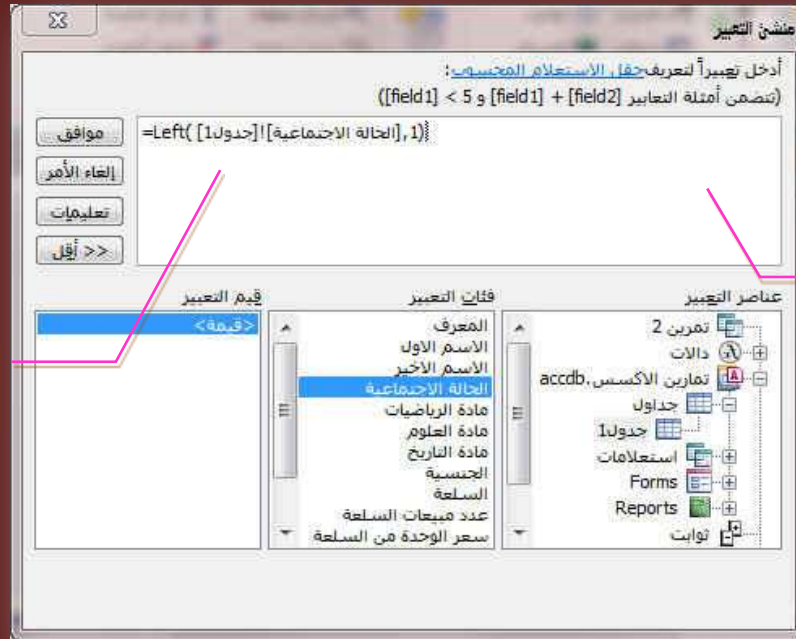 منشئ التعبير
أدخل تعبيراً لتعريف حقل الاستعلام المحسوب:
(تتضمن أمثلة التعابير [field1] + [field2] و [field1] < 5)
=Left( [جدول1]![الحالة الاجتماعية],1)
موافق
إلغاء الأمر
تعليمات
<< أقل
عناصر التعبير
تمرين 2
دالات
تمارين الاكسس.accdb
جداول
جدول1
استعلامات
Forms
Reports
ثوابت
فئات التعبير
المعرف
الاسم الاول
الاسم الاخير
الحالة الاجتماعية
مادة الرياضيات
مادة العلوم
مادة التاريخ
الجنسية
السلعة
عدد مبيعات السلعة
سعر الوحدة من السلعة
قيم التعبير
<قيمة>